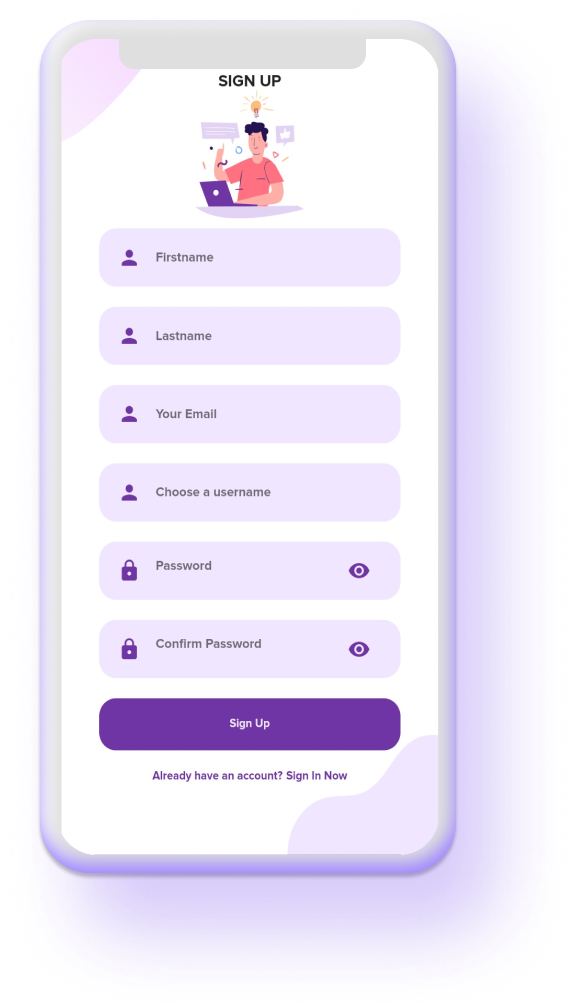 SIGN UP
Firstname
Lastname
Your Email
Choose a username
Password
Confirm Password
Sign Up
Already have an account? Sign In Now